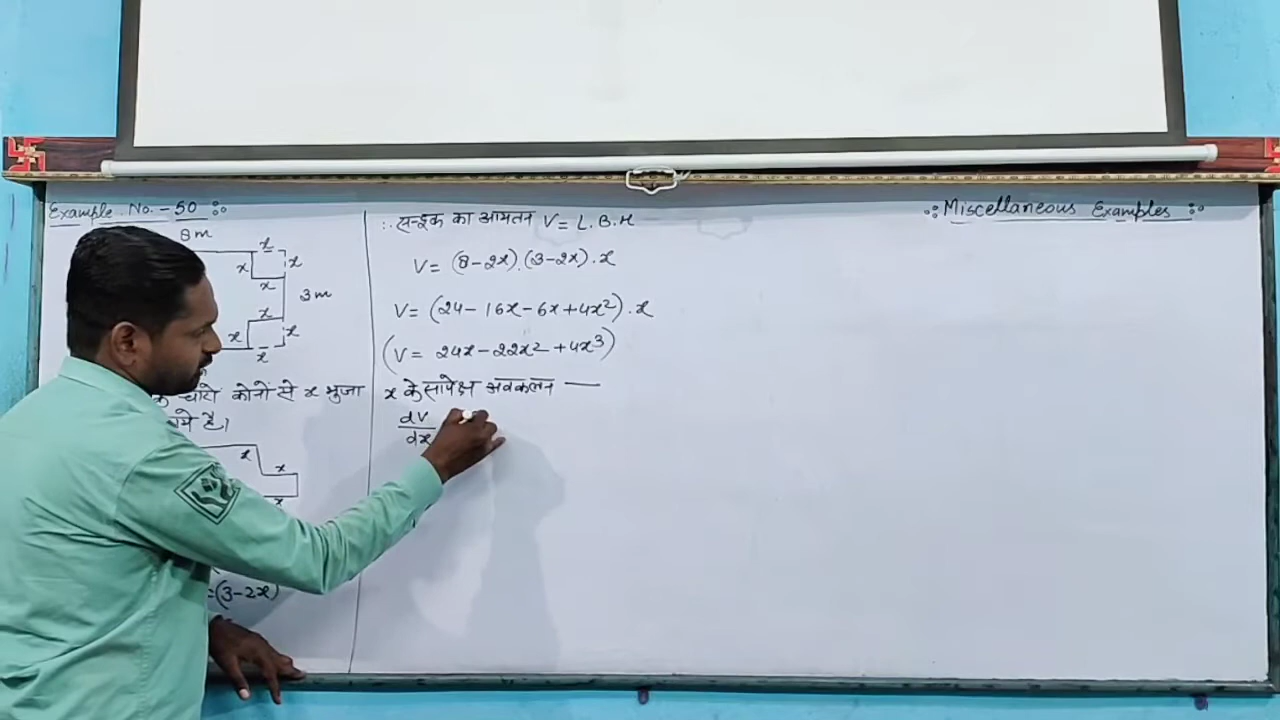 Example. No. - 50 :
8 m
x
x x
x
3 m
x
x x
x
चारो कोनो से x भुजा
है।
x x
x
=(3-2x)
∴ सन्दूक का आयतन V = L.B.H
V = (8-2x).(3-2x).x
V = (24-16x-6x+4x²).x
(V = 24x-22x²+4x³)
x के सापेक्ष अवकलन —
dV
dx
Miscellaneous Examples :